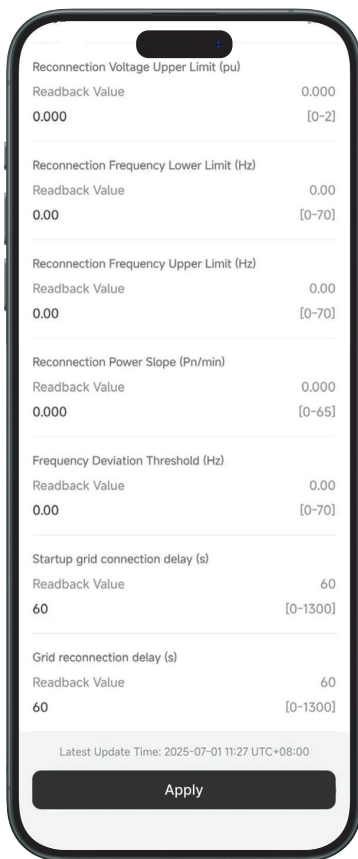 Reconnection Voltage Upper Limit (pu)
Readback Value 0.000
0.000 [0-2]
Reconnection Frequency Lower Limit (Hz)
Readback Value 0.00
0.00 [0-70]
Reconnection Frequency Upper Limit (Hz)
Readback Value 0.00
0.00 [0-70]
Reconnection Power Slope (Pn/min)
Readback Value 0.000
0.000 [0-65]
Frequency Deviation Threshold (Hz)
Readback Value 0.00
0.00 [0-70]
Startup grid connection delay (s)
Readback Value 60
60 [0-1300]
Grid reconnection delay (s)
Readback Value 60
60 [0-1300]
Latest Update Time: 2025-07-01 11:27 UTC+08:00
Apply